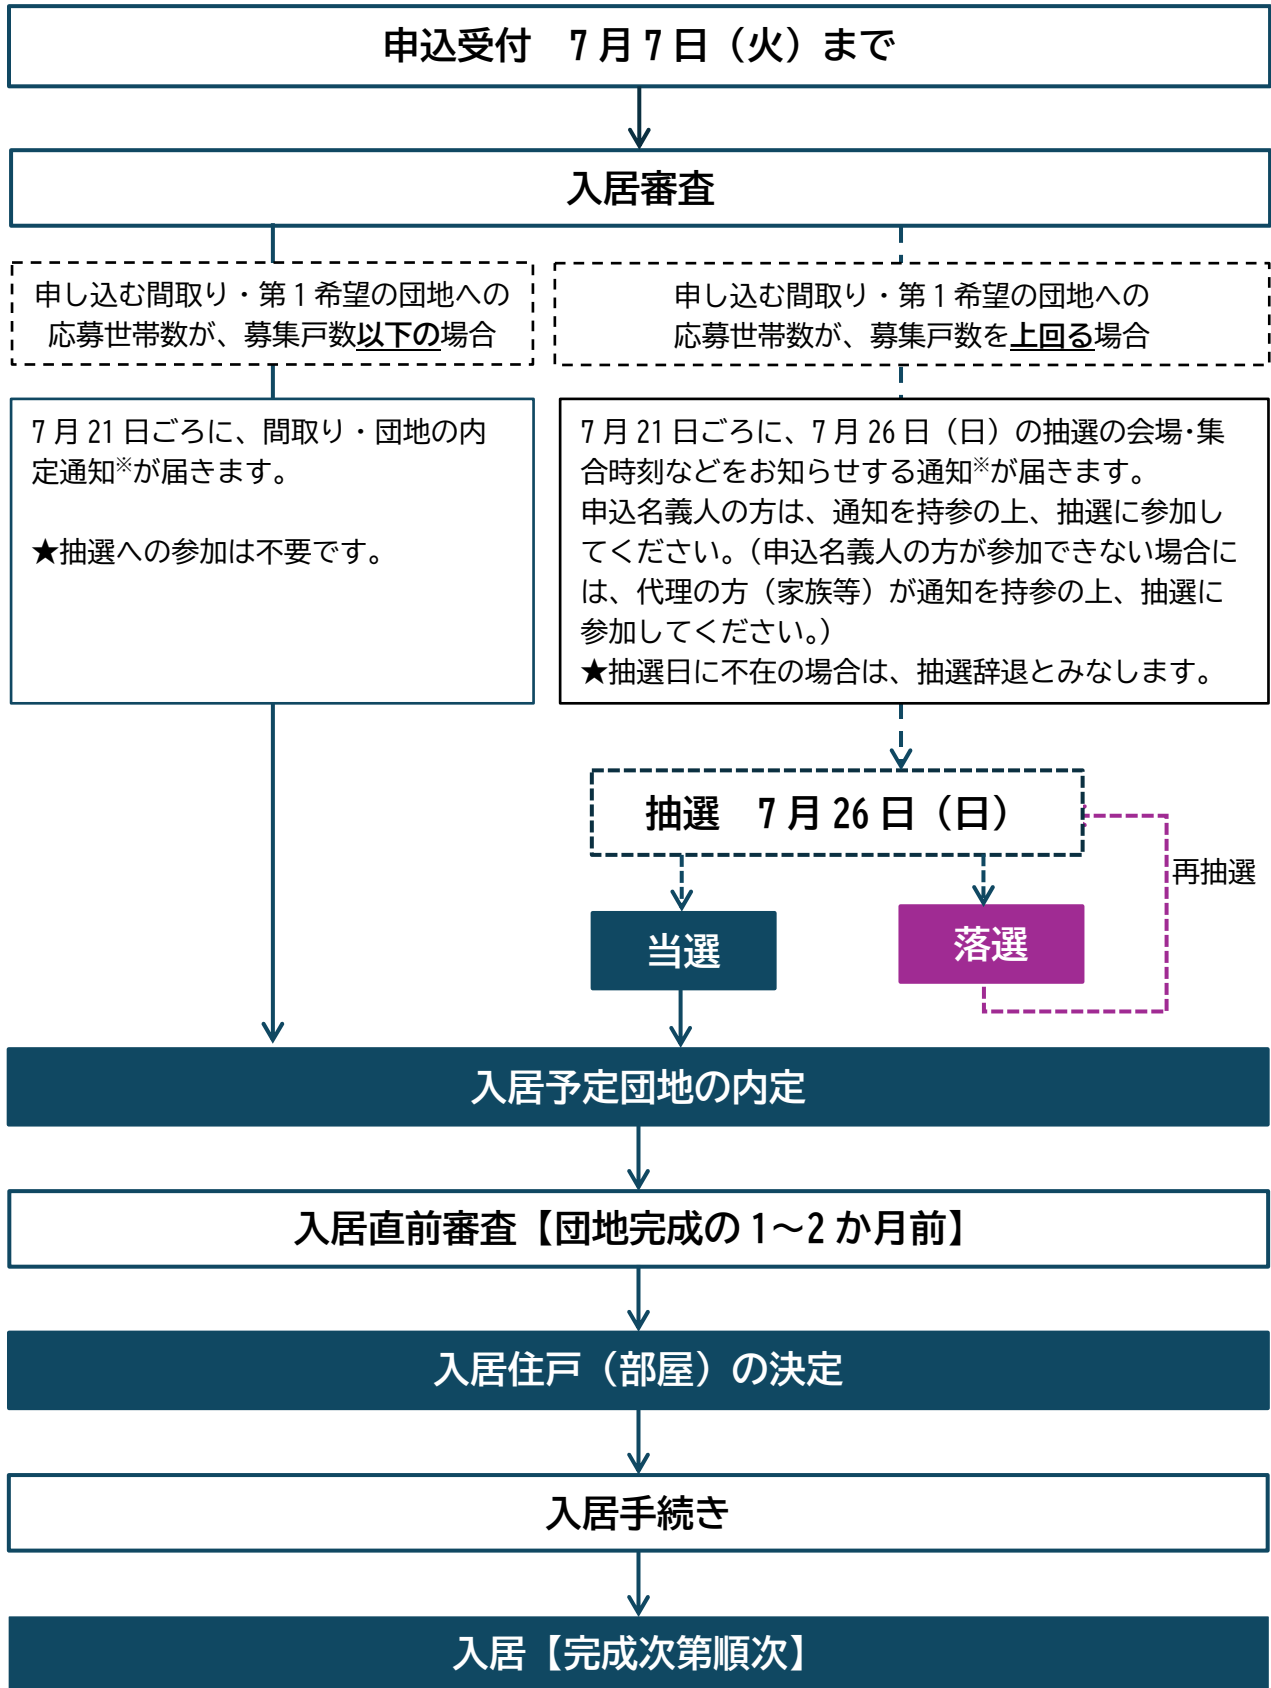 申込受付　7月7日（火）まで
入居審査
申し込む間取り・第1希望の団地への
応募世帯数が、募集戸数以下の場合
申し込む間取り・第1希望の団地への
応募世帯数が、募集戸数を上回る場合
7月21日ごろに、間取り・団地の内
定通知※が届きます。
★抽選への参加は不要です。
7月21日ごろに、7月26日（日）の抽選の会場・集
合時刻などをお知らせする通知※が届きます。
申込名義人の方は、通知を持参の上、抽選に参加し
てください。（申込名義人の方が参加できない場合に
は、代理の方（家族等）が通知を持参の上、抽選に
参加してください。）
★抽選日に不在の場合は、抽選辞退とみなします。
抽選　7月26日（日）
再抽選
当選
落選
入居予定団地の内定
入居直前審査【団地完成の1～2か月前】
入居住戸（部屋）の決定
入居手続き
入居【完成次第順次】